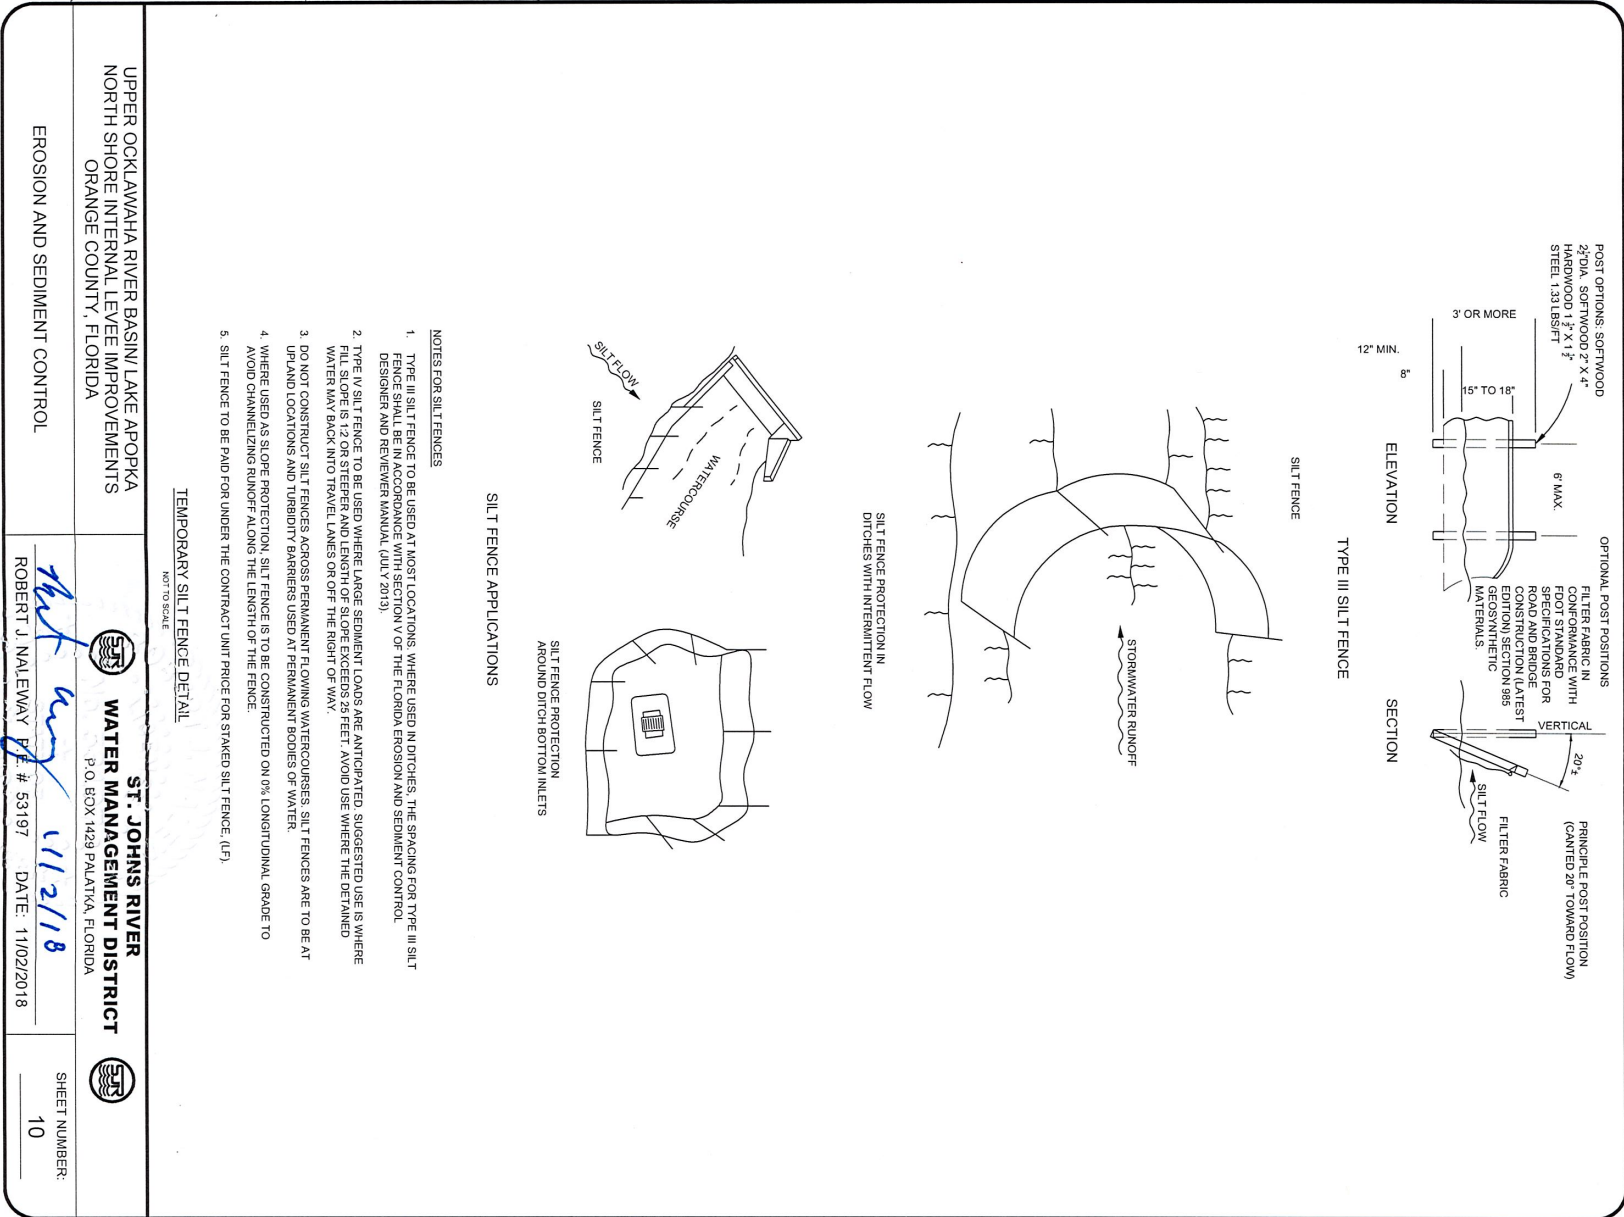 OPTIONAL POST POSITIONS
PRINCIPLE POST POSITION
(CANTED 20° TOWARD FLOW)
POST OPTIONS: SOFTWOOD
2½"DIA. SOFTWOOD 2" X 4"
HARDWOOD 1 ½" X 1 ½"
STEEL 1.33 LBS/FT
6' MAX.
3' OR MORE
15" TO 18"
12" MIN.
8"
FILTER FABRIC IN
CONFORMANCE WITH
FDOT STANDARD
SPECIFICATIONS FOR
ROAD AND BRIDGE
CONSTRUCTION (LATEST
EDITION) SECTION 985
GEOSYNTHETIC
MATERIALS.
VERTICAL
20°±
FILTER FABRIC
SILT FLOW
ELEVATION
SECTION
TYPE III SILT FENCE
SILT FENCE
STORMWATER RUNOFF
SILT FENCE PROTECTION IN
DITCHES WITH INTERMITTENT FLOW
WATERCOURSE
SILT FLOW
SILT FENCE
SILT FENCE PROTECTION
AROUND DITCH BOTTOM INLETS
SILT FENCE APPLICATIONS
NOTES FOR SILT FENCES
1. TYPE III SILT FENCE TO BE USED AT MOST LOCATIONS. WHERE USED IN DITCHES, THE SPACING FOR TYPE III SILT
FENCE SHALL BE IN ACCORDANCE WITH SECTION V OF THE FLORIDA EROSION AND SEDIMENT CONTROL
DESIGNER AND REVIEWER MANUAL (JULY 2013).
2. TYPE IV SILT FENCE TO BE USED WHERE LARGE SEDIMENT LOADS ARE ANTICIPATED. SUGGESTED USE IS WHERE
FILL SLOPE IS 1:2 OR STEEPER AND LENGTH OF SLOPE EXCEEDS 25 FEET. AVOID USE WHERE THE DETAINED
WATER MAY BACK INTO TRAVEL LANES OR OFF THE RIGHT OF WAY.
3. DO NOT CONSTRUCT SILT FENCES ACROSS PERMANENT FLOWING WATERCOURSES. SILT FENCES ARE TO BE AT
UPLAND LOCATIONS AND TURBIDITY BARRIERS USED AT PERMANENT BODIES OF WATER.
4. WHERE USED AS SLOPE PROTECTION, SILT FENCE IS TO BE CONSTRUCTED ON 0% LONGITUDINAL GRADE TO
AVOID CHANNELIZING RUNOFF ALONG THE LENGTH OF THE FENCE.
5. SILT FENCE TO BE PAID FOR UNDER THE CONTRACT UNIT PRICE FOR STAKED SILT FENCE, (LF).
TEMPORARY SILT FENCE DETAIL
NOT TO SCALE
UPPER OCKLAWAHA RIVER BASIN/ LAKE APOPKA
NORTH SHORE INTERNAL LEVEE IMPROVEMENTS
ORANGE COUNTY, FLORIDA
EROSION AND SEDIMENT CONTROL
SJR
ST. JOHNS RIVER
WATER MANAGEMENT DISTRICT
P.O. BOX 1429 PALATKA, FLORIDA
SJR
11/2/18
ROBERT J. NALEWAY P.E. # 53197 DATE: 11/02/2018
SHEET NUMBER:
10